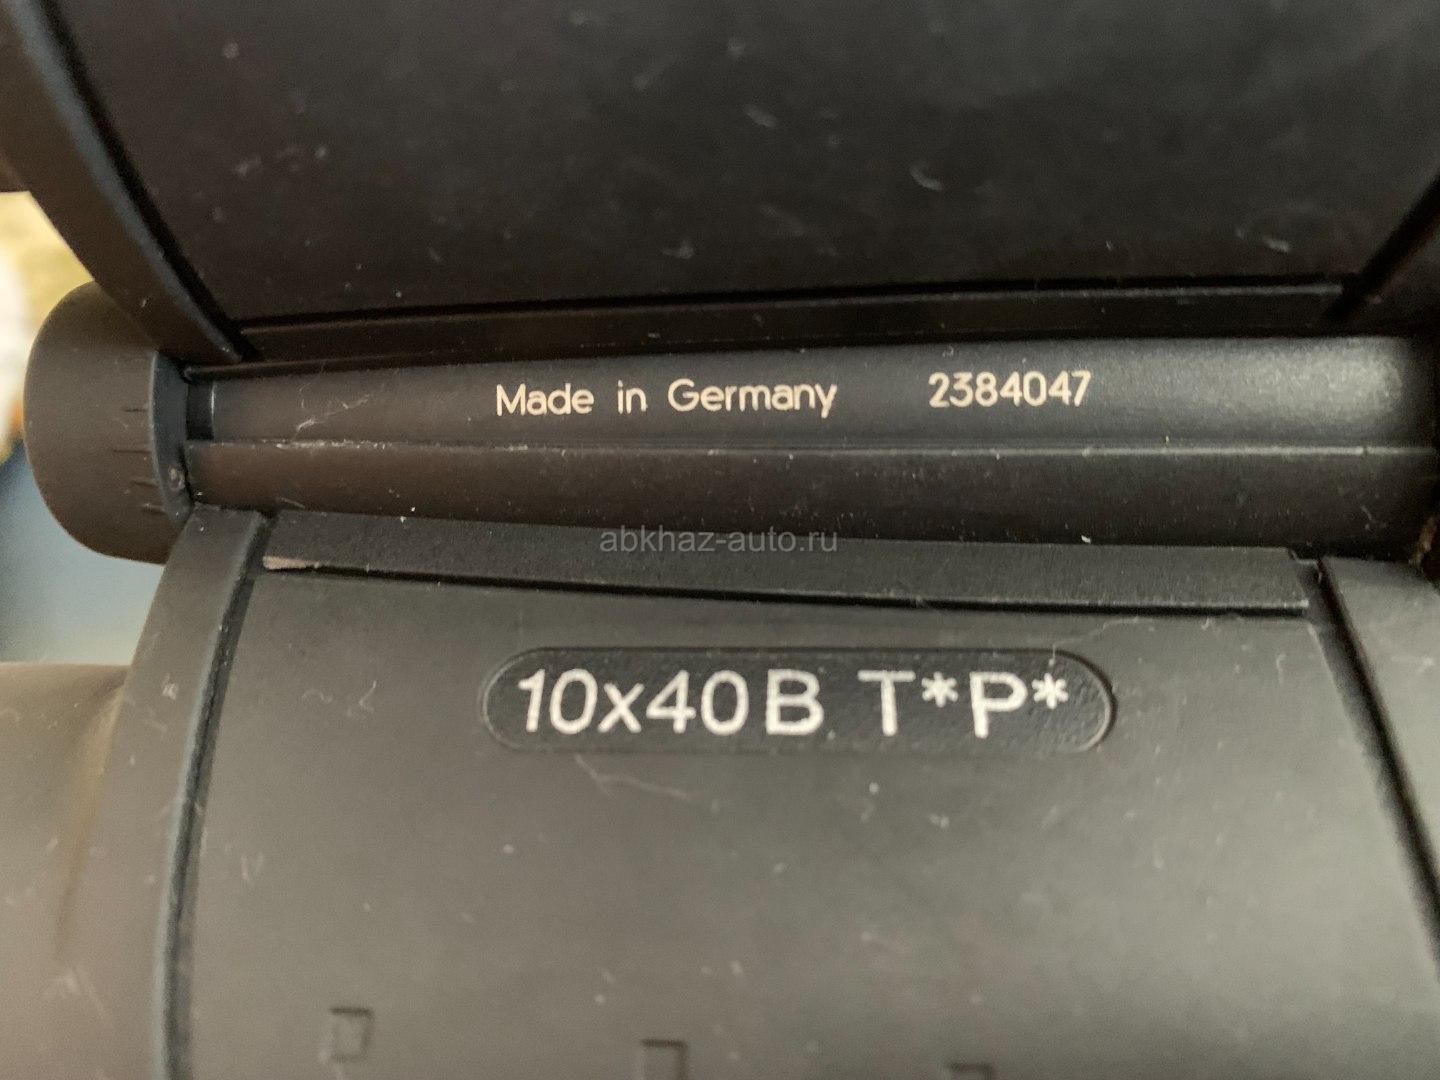 Made in Germany 2384047
abkhaz-auto.ru
10x40 B T*P*